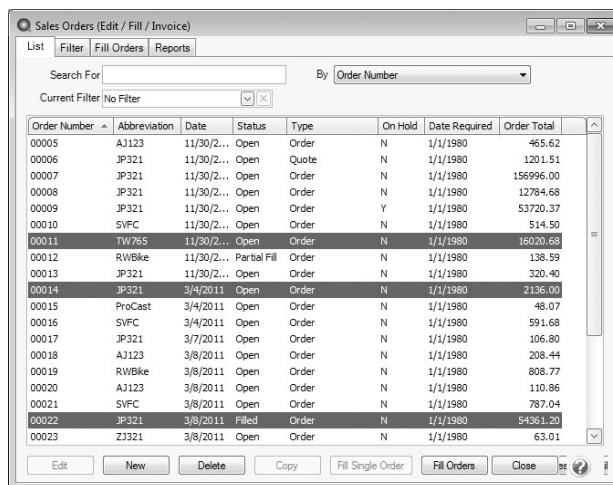 Sales Orders (Edit / Fill / Invoice)
List Filter Fill Orders Reports
Search For By Order Number
Current Filter No Filter
Order Number Abbreviation Date Status Type On Hold Date Required Order Total
00005 AJ123 11/30/2... Open Order N 1/1/1980 465.62
00006 JP321 11/30/2... Open Quote N 1/1/1980 1201.51
00007 JP321 11/30/2... Open Order N 1/1/1980 156996.00
00008 JP321 11/30/2... Open Order N 1/1/1980 12784.68
00009 JP321 11/30/2... Open Order Y 1/1/1980 53720.37
00010 SVFC 11/30/2... Open Order N 1/1/1980 514.50
00011 TW765 11/30/2... Open Order N 1/1/1980 16020.68
00012 RWBike 11/30/2... Partial Fill Order N 1/1/1980 138.59
00013 JP321 11/30/2... Open Order N 1/1/1980 320.40
00014 JP321 3/4/2011 Open Order N 1/1/1980 2136.00
00015 ProCast 3/4/2011 Open Order N 1/1/1980 48.07
00016 SVFC 3/4/2011 Open Order N 1/1/1980 591.68
00017 JP321 3/7/2011 Open Order N 1/1/1980 106.80
00018 AJ123 3/8/2011 Open Order N 1/1/1980 208.44
00019 RWBike 3/8/2011 Open Order N 1/1/1980 808.77
00020 AJ123 3/8/2011 Open Order N 1/1/1980 110.86
00021 SVFC 3/8/2011 Open Order N 1/1/1980 787.04
00022 JP321 3/8/2011 Filled Order N 1/1/1980 54361.20
00023 ZJ321 3/8/2011 Open Order N 1/1/1980 63.01
Edit New Delete Copy Fill Single Order Fill Orders Close